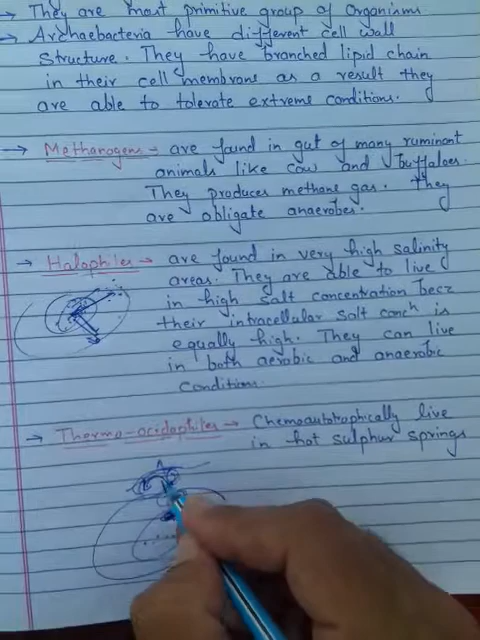 → They are most primitive group of Organisms
→ Archaebacteria have different cell wall
structure. They have branched lipid chain
in their cell membrane as a result they
are able to tolerate extreme conditions.
→ Methanogens → are found in gut of many ruminant
animals like cow and buffaloes.
They produces methane gas. They
are obligate anaerobes.
→ Halophiles → are found in very high salinity
areas. They are able to live
in high salt concentration becz
their intracellular salt concn is
equally high. They can live
in both aerobic and anaerobic
conditions.
→ Thermo-acidophiles → Chemoautotrophically live
in hot sulphur springs